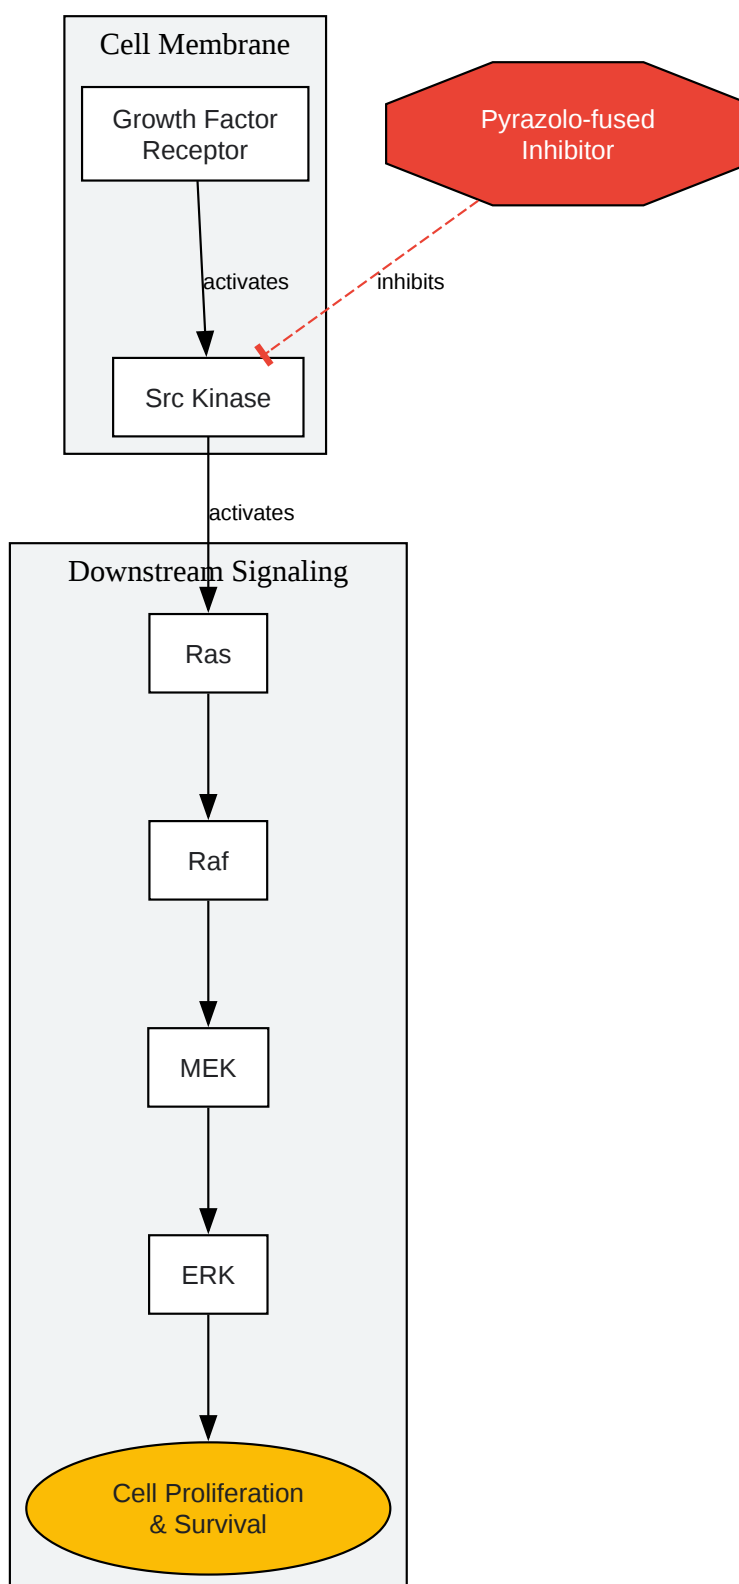 Cell Membrane
Growth Factor
Receptor
Pyrazolo-fused
Inhibitor
activates
inhibits
Src Kinase
activates
Downstream Signaling
Ras
Raf
MEK
ERK
Cell Proliferation
& Survival